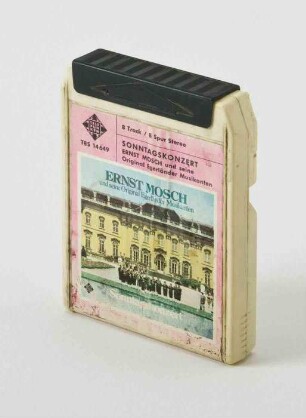 8 Track / 8 Spur Stereo
TRS 14649
SONNTAGSKONZERT
ERNST MOSCH und seine
Original Egerländer Musikanten
ERNST MOSCH
und seine Original Egerländer Musikanten